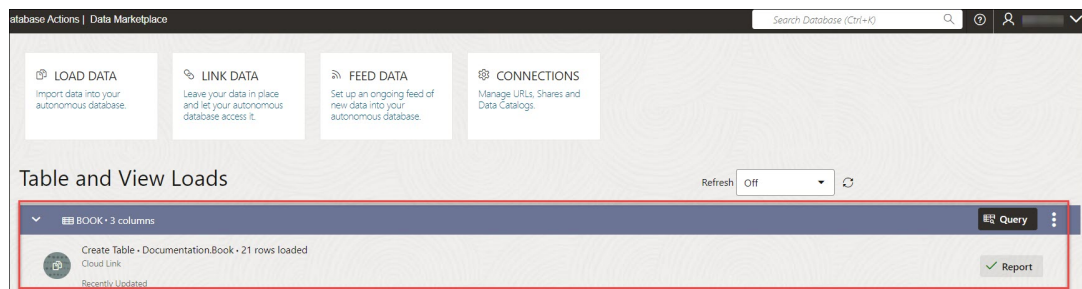 atabase Actions | Data Marketplace
Search Database (Ctrl+K)
LOAD DATA
Import data into your
autonomous database.
LINK DATA
Leave your data in place
and let your autonomous
database access it.
FEED DATA
Set up an ongoing feed of
new data into your
autonomous database.
CONNECTIONS
Manage URLs, Shares and
Data Catalogs.
Table and View Loads
Refresh Off
BOOK • 3 columns
Query
Create Table • Documentation.Book • 21 rows loaded
Cloud Link
Report
Recently Updated